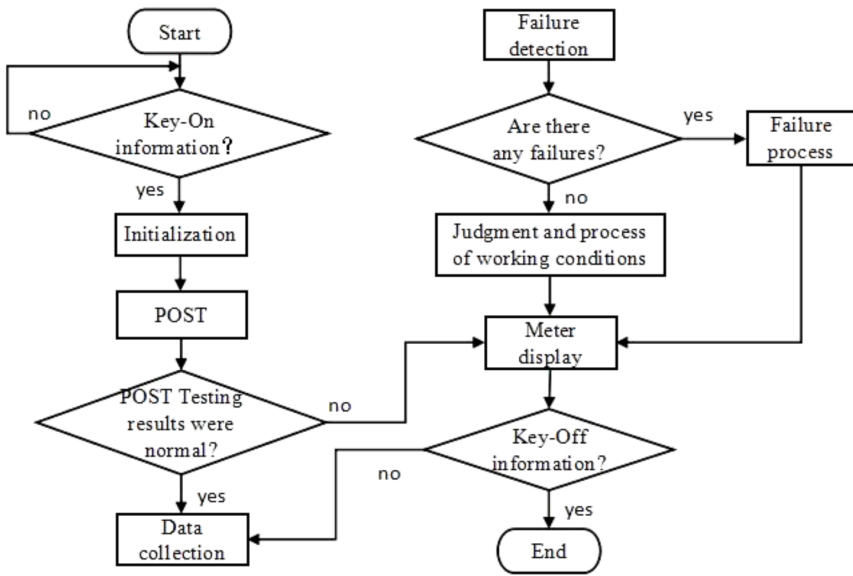 Start
no
Key-On
information?
yes
Initialization
POST
POST Testing
results were
normal?
no
yes
Data
collection
Failure
detection
Are there
any failures?
yes
Failure
process
no
Judgment and process
of working conditions
Meter
display
Key-Off
information?
no
yes
End